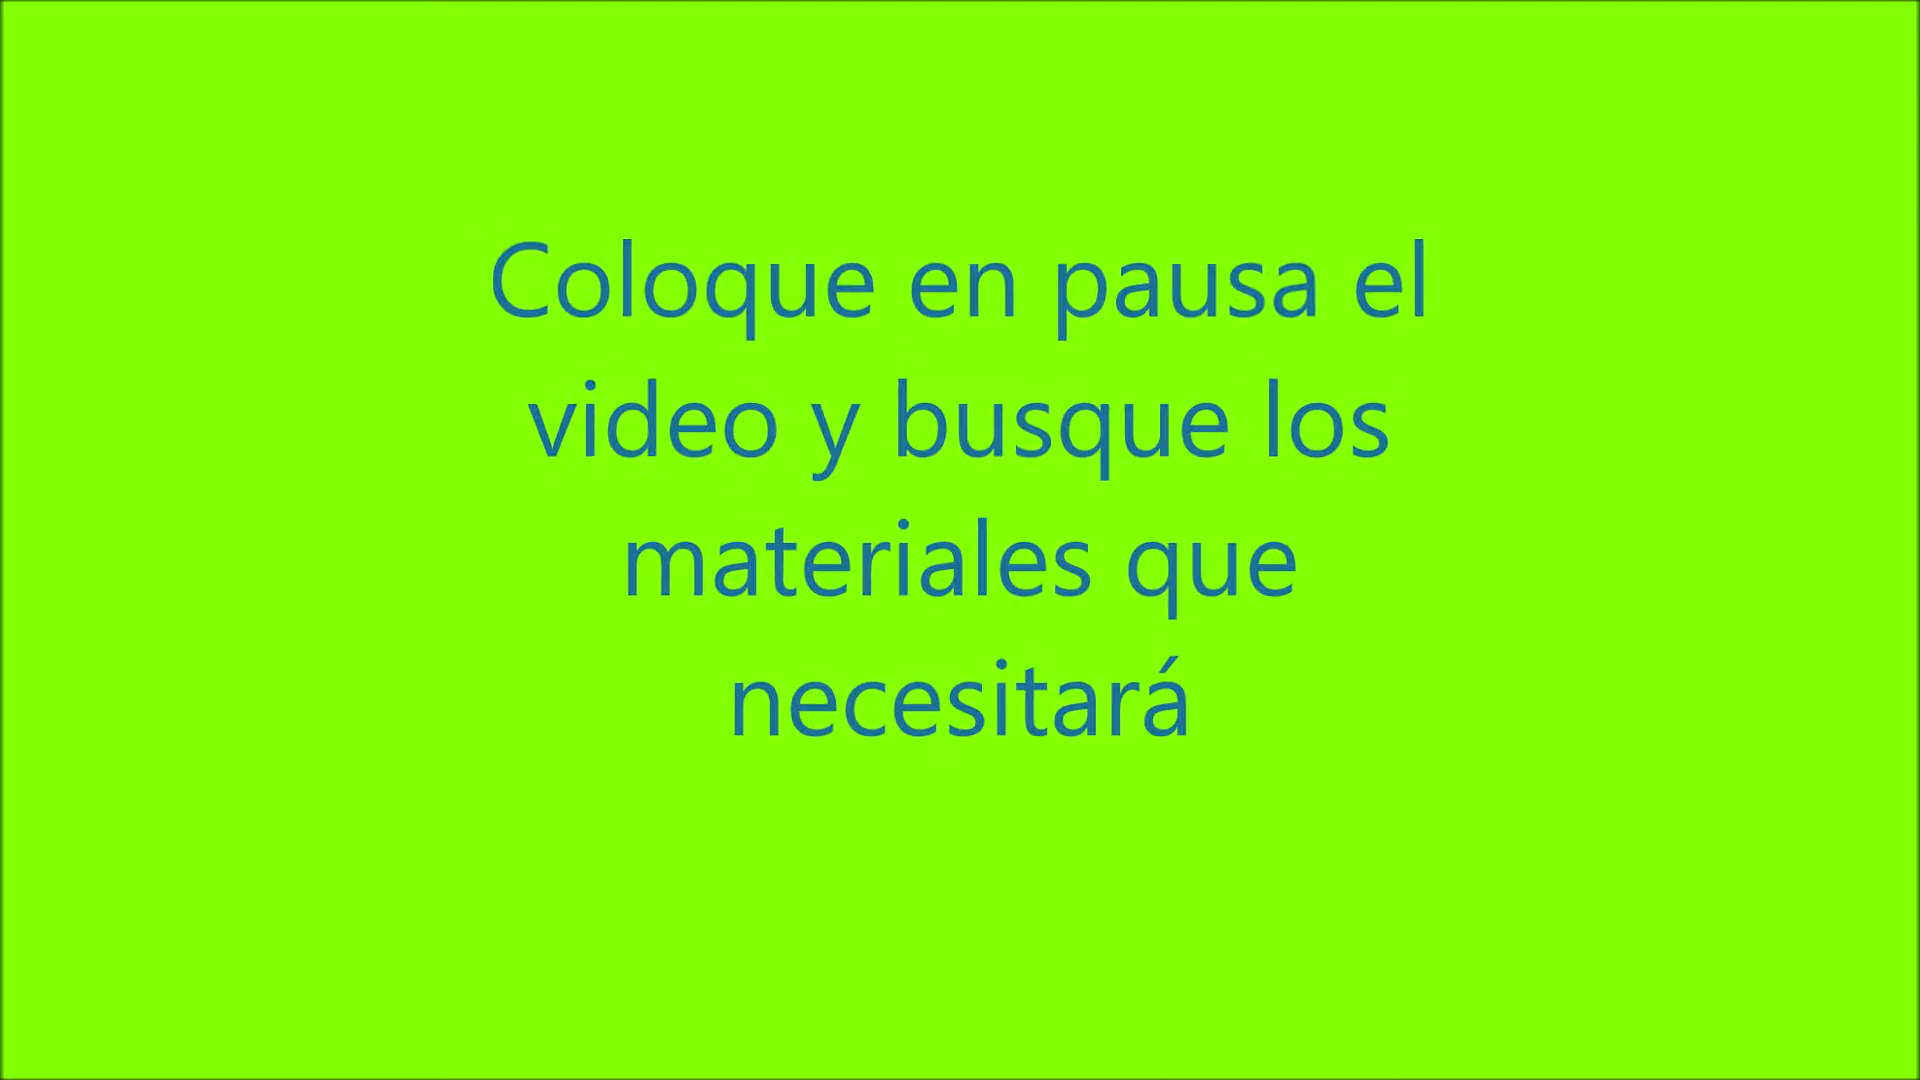 Coloque en pausa el
video y busque los
materiales que
necesitará